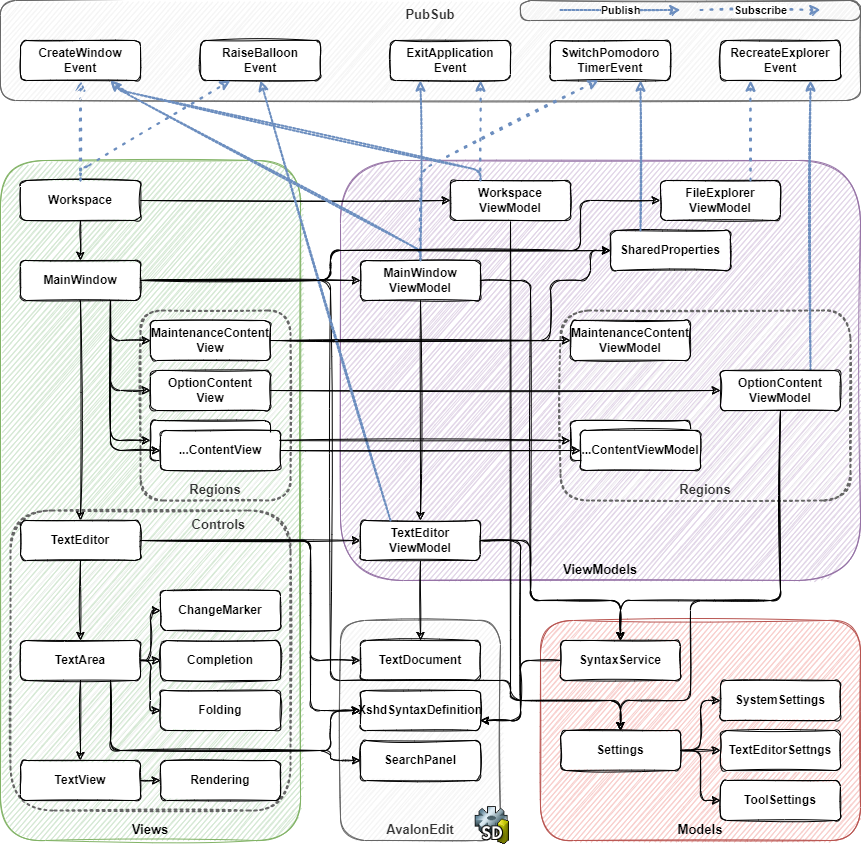 PubSub
Publish
Subscribe
CreateWindow
Event
RaiseBalloon
Event
ExitApplication
Event
SwitchPomodoro
TimerEvent
RecreateExplorer
Event
Workspace
Workspace
ViewModel
FileExplorer
ViewModel
SharedProperties
MainWindow
MainWindow
ViewModel
MaintenanceContent
View
MaintenanceContent
ViewModel
OptionContent
View
OptionContent
ViewModel
...ContentView
...ContentViewModel
Regions
Regions
Controls
TextEditor
TextEditor
ViewModel
ViewModels
ChangeMarker
TextArea
Completion
TextDocument
SyntaxService
Folding
XshdSyntaxDefinition
SystemSettings
Settings
TextEditorSettngs
SearchPanel
TextView
Rendering
ToolSettings
Views
AvalonEdit
SD
Models